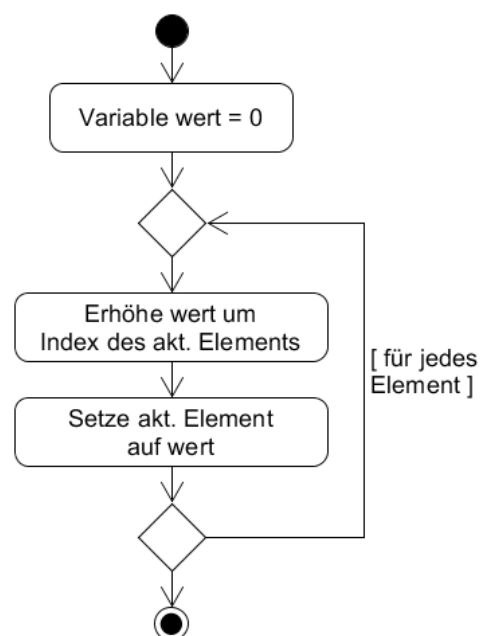 Variable wert = 0
Erhöhe wert um
Index des akt. Elements
[ für jedes
Element ]
Setze akt. Element
auf wert